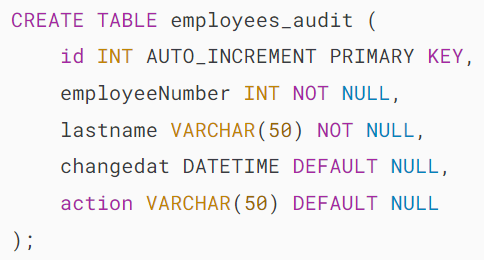 CREATE TABLE employees_audit (
    id INT AUTO_INCREMENT PRIMARY KEY,
    employeeNumber INT NOT NULL,
    lastname VARCHAR(50) NOT NULL,
    changedat DATETIME DEFAULT NULL,
    action VARCHAR(50) DEFAULT NULL
);